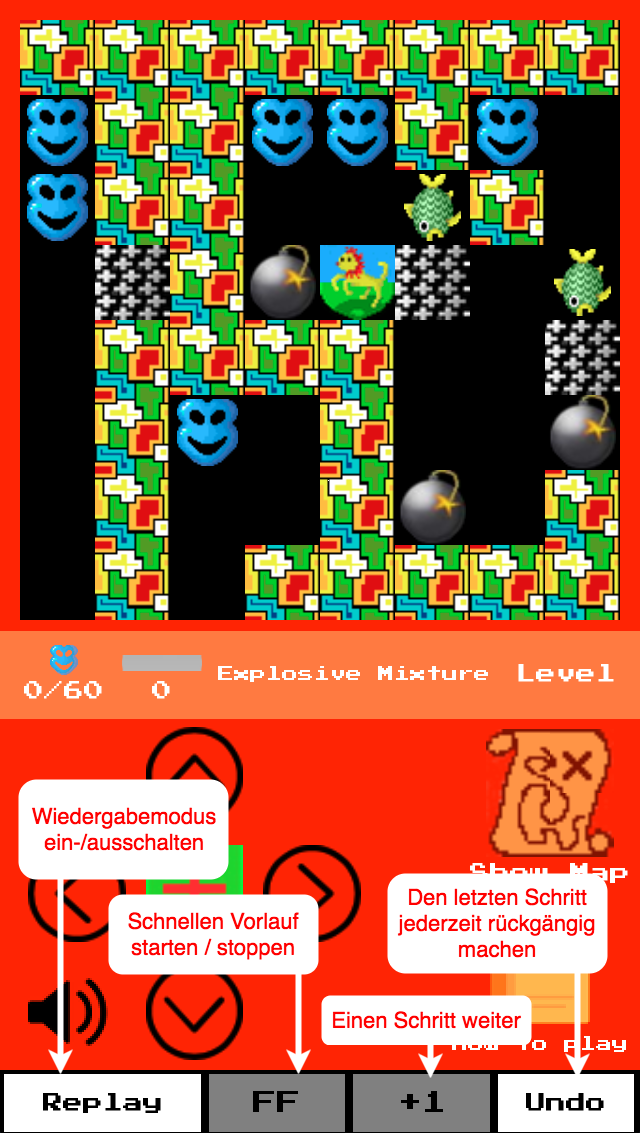 0/60
0
Explosive Mixture
Level
Wiedergabemodus
ein-/ausschalten
Show Map
Schnellen Vorlauf
starten / stoppen
Den letzten Schritt
jederzeit rückgängig
machen
Einen Schritt weiter
How To play
Replay
FF
+1
Undo